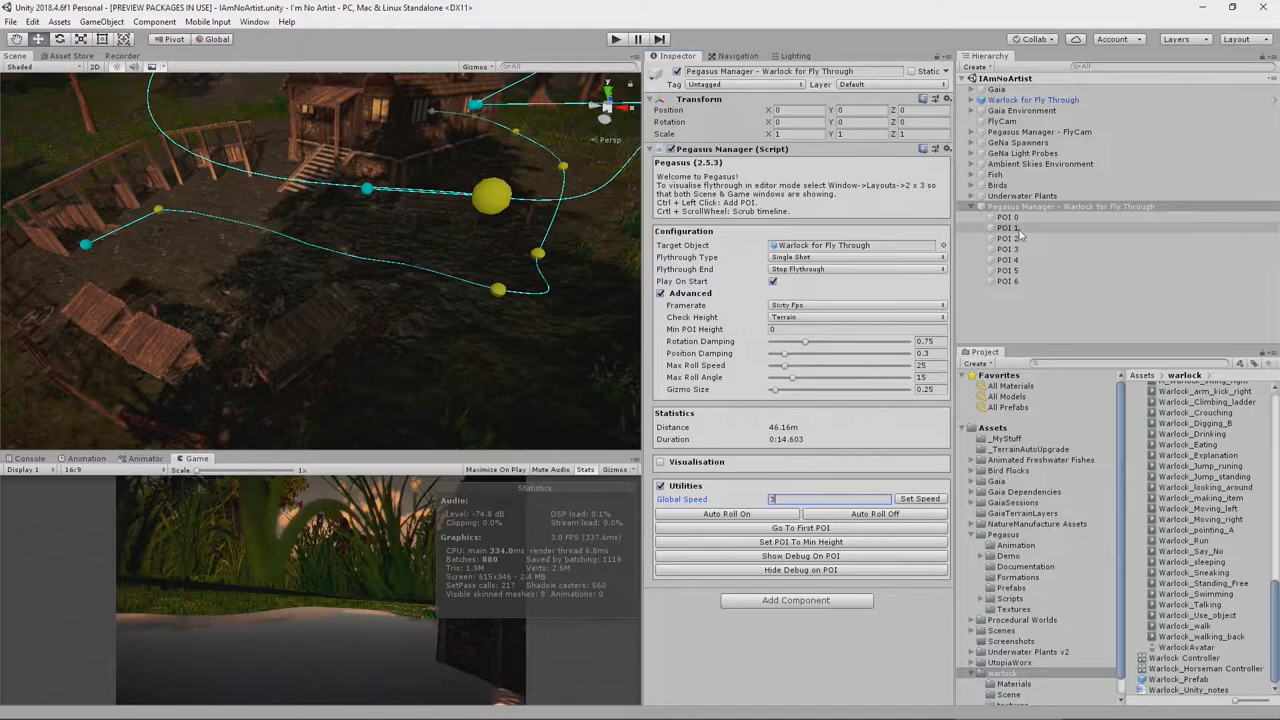 Unity 2018.4.6f1 Personal - [PREVIEW PACKAGES IN USE] - IAmNoArtist.unity - I'm No Artist - PC, Mac & Linux Standalone <DX11>
File Edit Assets GameObject Component Mobile Input Window Help
Pivot Global Collab Account Layers Layout
Scene Asset Store Recorder
Shaded 2D Gizmos All
y
x
Persp
Console Animation Animator Game
Display 1 16:9 Scale 1x Maximize On Play Mute Audio Stats Gizmos
Statistics
Audio:
Level: -74.8 dB DSP load: 0.1%
Clipping: 0.0% Stream load: 0.0%
Graphics: 3.0 FPS (337.6ms)
CPU: main 334.0ms render thread 6.8ms
Batches: 880 Saved by batching: 1119
Tris: 1.9M Verts: 2.6M
Screen: 615x346 - 2.4 MB
SetPass calls: 217 Shadow casters: 560
Visible skinned meshes: 8 Animations: 0
Inspector Navigation Lighting
Pegasus Manager - Warlock for Fly Through Static
Tag Untagged Layer Default
Transform
Position X 0 Y 0 Z 0
Rotation X 0 Y 0 Z 0
Scale X 1 Y 1 Z 1
Pegasus Manager (Script)
Pegasus (2.5.3)
Welcome to Pegasus!
To visualise flythrough in editor mode select Window->Layouts->2 x 3 so
that both Scene & Game windows are showing.
Ctrl + Left Click: Add POI.
Crtl + ScrollWheel: Scrub timeline.
Configuration
Target Object Warlock for Fly Through
Flythrough Type Single Shot
Flythrough End Stop Flythrough
Play On Start
Advanced
Framerate Sixty Fps
Check Height Terrain
Min POI Height 0
Rotation Damping 0.75
Position Damping 0.3
Max Roll Speed 25
Max Roll Angle 15
Gizmo Size 0.25
Statistics
Distance 46.16m
Duration 0:14.603
Visualisation
Utilities
Global Speed 3 Set Speed
Auto Roll On Auto Roll Off
Go To First POI
Set POI To Min Height
Show Debug On POI
Hide Debug on POI
Add Component
Hierarchy
Create All
IAmNoArtist
Gaia
Warlock for Fly Through
Gaia Environment
FlyCam
Pegasus Manager - FlyCam
GeNa Spawners
GeNa Light Probes
Ambient Skies Environment
Fish
Birds
Underwater Plants
Pegasus Manager - Warlock for Fly Through
POI 0
POI 1
POI 2
POI 3
POI 4
POI 5
POI 6
Project
Create
Favorites
All Materials
All Models
All Prefabs
Assets
_MyStuff
_TerrainAutoUpgrade
Animated Freshwater Fishes
Bird Flocks
Gaia
Gaia Dependencies
GaiaSessions
GaiaTerrainLayers
NatureManufacture Assets
Pegasus
Animation
Demo
Documentation
Formations
Prefabs
Scripts
Textures
Procedural Worlds
Scenes
Screenshots
Underwater Plants v2
UtopiaWorx
warlock
Materials
Scene
textures
Assets warlock
Warlock_arm_kick_right
Warlock_Climbing_ladder
Warlock_Crouching
Warlock_Digging_B
Warlock_Drinking
Warlock_Eating
Warlock_Explanation
Warlock_Jump_runing
Warlock_Jump_standing
Warlock_looking_around
Warlock_making_item
Warlock_Moving_left
Warlock_Moving_right
Warlock_pointing_A
Warlock_Run
Warlock_Say_No
Warlock_sleeping
Warlock_Sneaking
Warlock_Standing_Free
Warlock_Swimming
Warlock_Talking
Warlock_Use_object
Warlock_walk
Warlock_walking_back
WarlockAvatar
Warlock Controller
Warlock_Horseman Controller
Warlock_Prefab
Warlock_Unity_notes